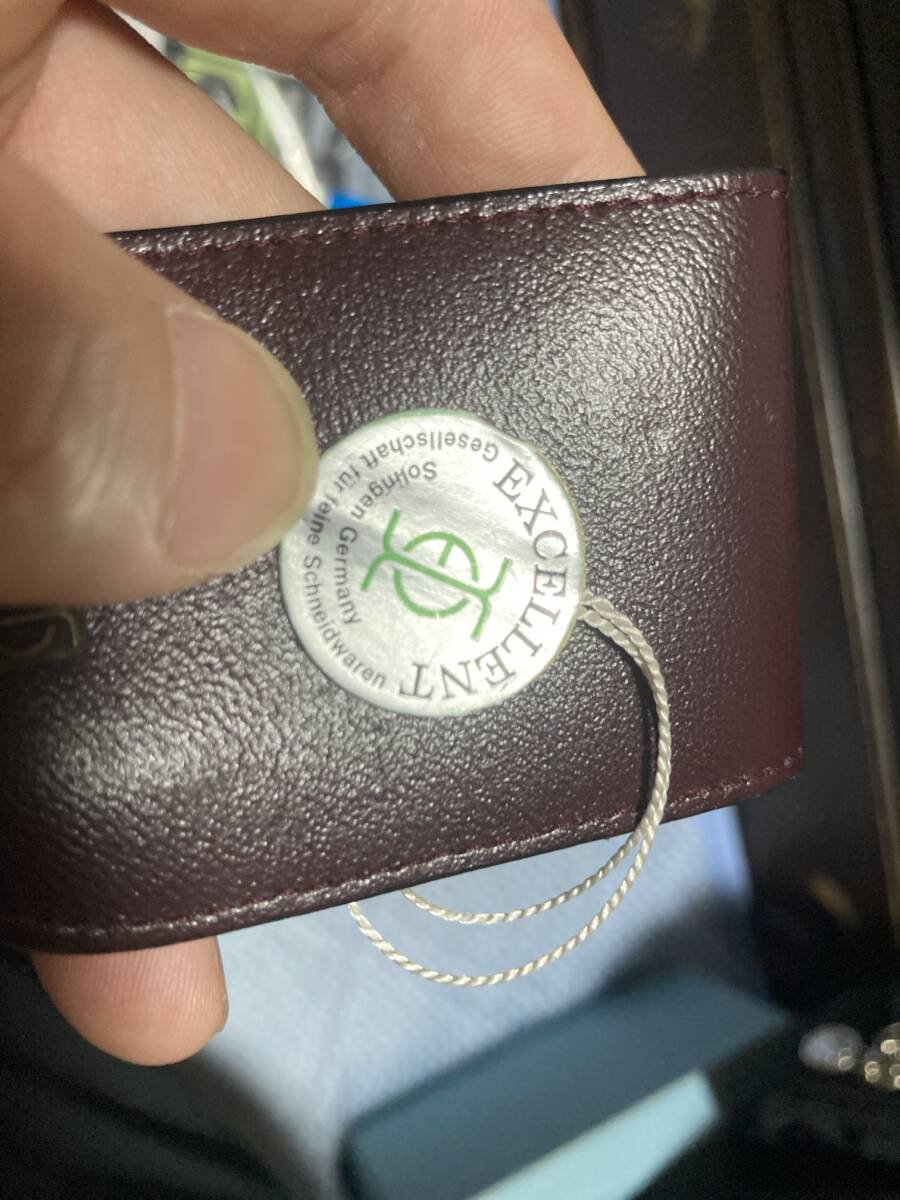 EXCELLENT
Gesellschaft für feine Schneidwaren
Solingen Germany